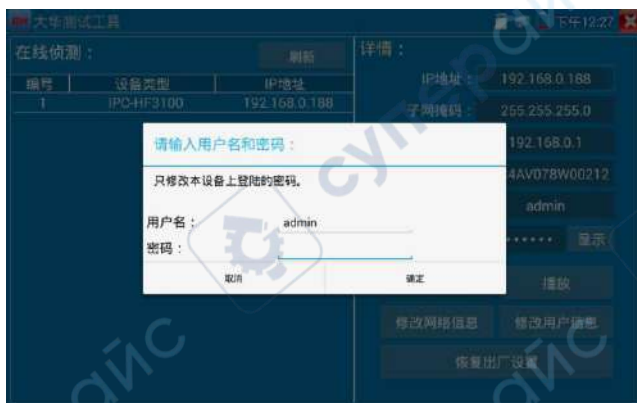 大华测试工具
下午12:27
在线侦测：
刷新
编号 设备类型 IP地址
1 IPC-HF3100 192.168.0.188
详情：
IP地址： 192.168.0.188
子网掩码： 255.255.255.0
192.168.0.1
4AV078W00212
admin
•••••• 显示
播放
修改网络信息 修改用户信息
恢复出厂设置
请输入用户名和密码：
只修改本设备上登陆的密码。
用户名： admin
密码：
取消 确定